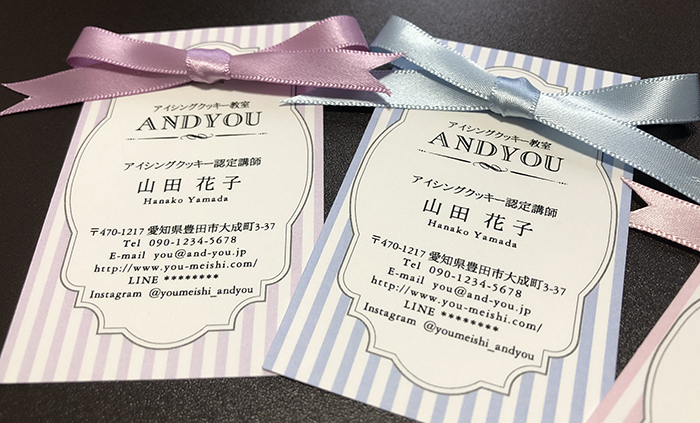 アイシングクッキー教室
ANDYOU
アイシングクッキー認定講師
山田 花子
Hanako Yamada
〒470-1217 愛知県豊田市大成町3-37
Tel 090-1234-5678
E-mail you@and-you.jp
http://www.you-meishi.com/
LINE ********
Instagram @youmeishi_andyou
アイシングクッキー教室
ANDYOU
アイシングクッキー認定講師
山田 花子
Hanako Yamada
〒470-1217 愛知県豊田市大成町3-37
Tel 090-1234-5678
E-mail you@and-you.jp
http://www.you-meishi.com/
LINE ********
Instagram @youmeishi_andyou